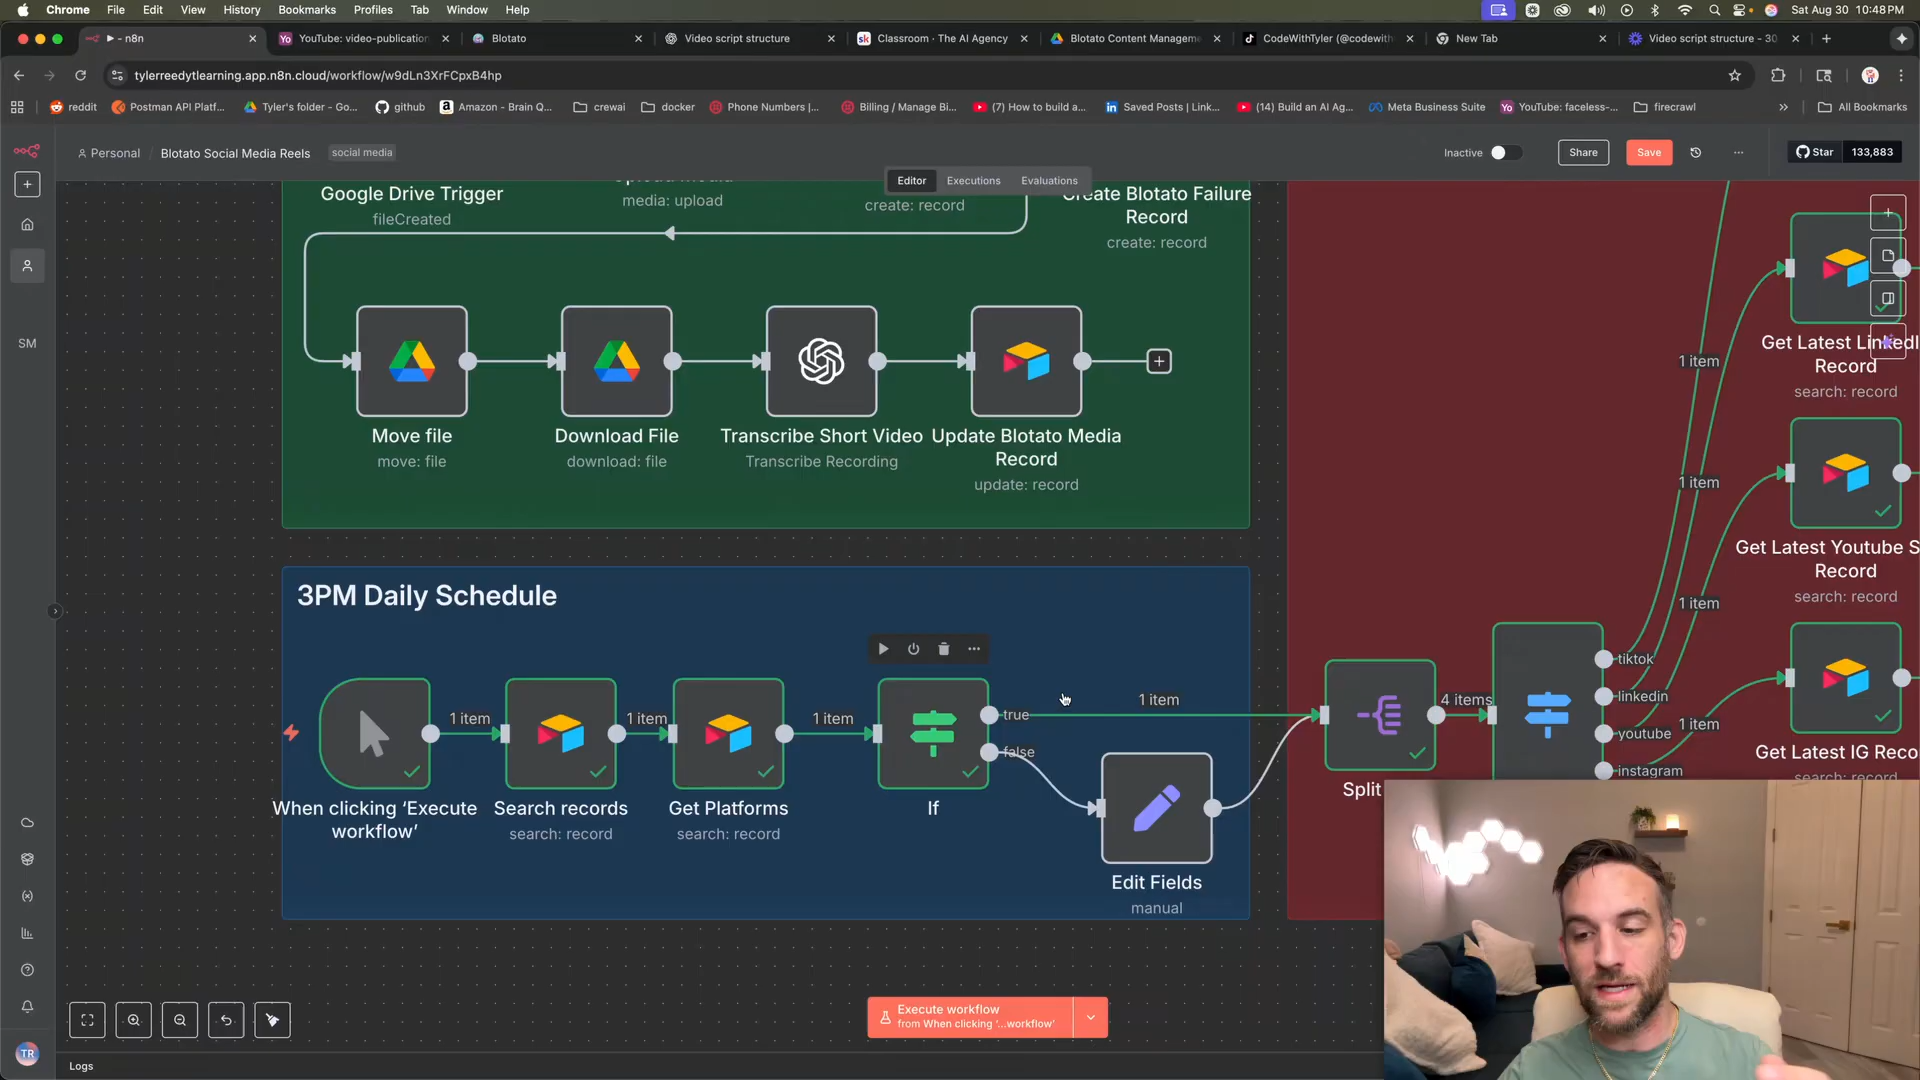 Chrome File Edit View History Bookmarks Profiles Tab Window Help
Sat Aug 30 10:48 PM
▶ - n8n
YouTube: video-publication
Blotato
Video script structure
Classroom · The AI Agency
Blotato Content Manageme
CodeWithTyler (@codewith
New Tab
Video script structure - 30
tylerreedytlearning.app.n8n.cloud/workflow/w9dLn3XrFCpxB4hp
reddit
Postman API Platf...
Tyler's folder - Go...
github
Amazon - Brain Q...
crewai
docker
Phone Numbers |...
Billing / Manage Bi...
(7) How to build a...
Saved Posts | Link...
(14) Build an AI Ag...
Meta Business Suite
YouTube: faceless-...
firecrawl
All Bookmarks
Personal / Blotato Social Media Reels
social media
Inactive
Share
Save
Star 133,883
Editor
Executions
Evaluations
SM
Google Drive Trigger
fileCreated
media: upload
create: record
Create Blotato Failure
Record
create: record
Move file
move: file
Download File
download: file
Transcribe Short Video
Transcribe Recording
Update Blotato Media
Record
update: record
3PM Daily Schedule
When clicking ‘Execute
workflow’
1 item
Search records
search: record
1 item
Get Platforms
search: record
1 item
If
true
false
1 item
Edit Fields
manual
Split
4 items
tiktok
linkedin
youtube
instagram
1 item
1 item
1 item
1 item
Get Latest LinkedI
Record
search: record
Get Latest Youtube S
Record
search: record
Get Latest IG Reco
Execute workflow
from When clicking ‘...workflow’
TR
Logs